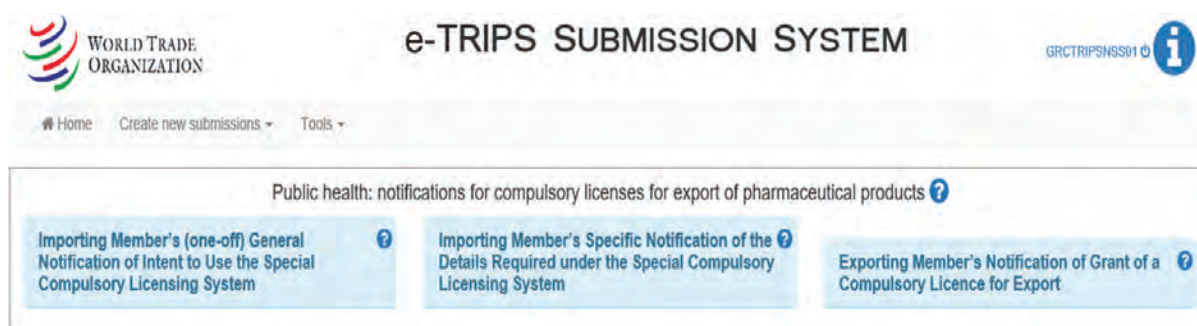 WORLD TRADE
ORGANIZATION
e-TRIPS SUBMISSION SYSTEM
GRCTRIPSNSS01
Home Create new submissions Tools
Public health: notifications for compulsory licenses for export of pharmaceutical products ?
Importing Member's (one-off) General ?
Notification of Intent to Use the Special
Compulsory Licensing System
Importing Member's Specific Notification of the ?
Details Required under the Special Compulsory
Licensing System
Exporting Member's Notification of Grant of a ?
Compulsory Licence for Export